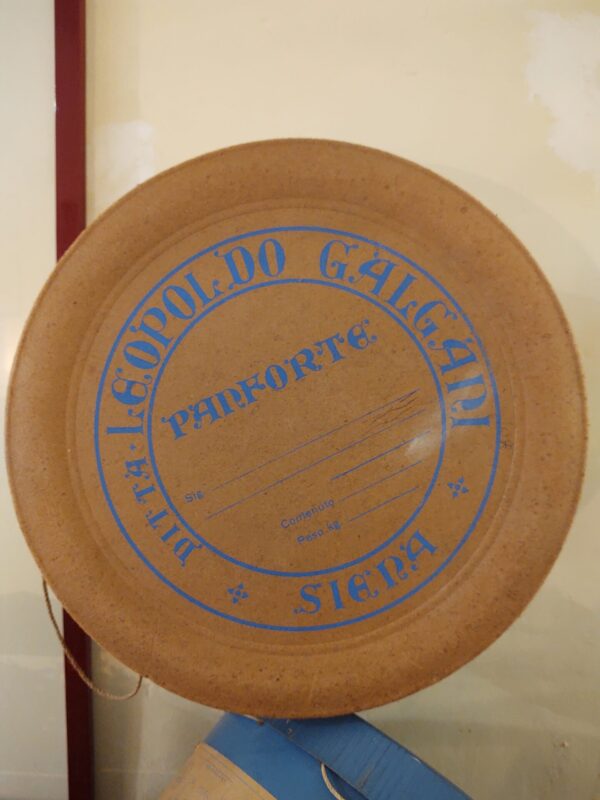 DITTA · LEOPOLDO GALGANI
PANFORTE
Sig.
Contenuto
Peso kg.
SIENA